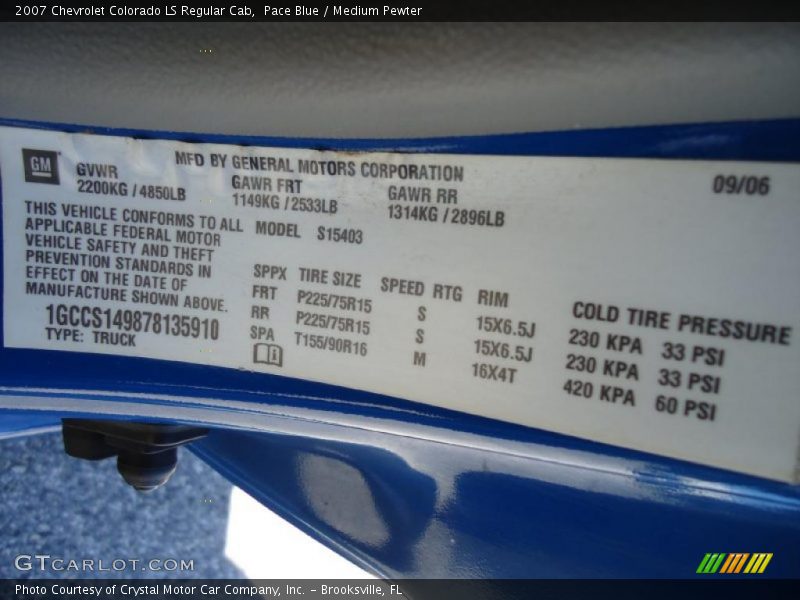 2007 Chevrolet Colorado LS Regular Cab, Pace Blue / Medium Pewter
GM
MFD BY GENERAL MOTORS CORPORATION
09/06
GVWR GAWR FRT GAWR RR
2200KG / 4850LB 1149KG / 2533LB 1314KG / 2896LB
THIS VEHICLE CONFORMS TO ALL
APPLICABLE FEDERAL MOTOR
VEHICLE SAFETY AND THEFT
PREVENTION STANDARDS IN
EFFECT ON THE DATE OF
MANUFACTURE SHOWN ABOVE.
1GCCS149878135910
TYPE: TRUCK
MODEL S15403
SPPX TIRE SIZE SPEED RTG RIM COLD TIRE PRESSURE
FRT P225/75R15 S 15X6.5J 230 KPA 33 PSI
RR P225/75R15 S 15X6.5J 230 KPA 33 PSI
SPA T155/90R16 M 16X4T 420 KPA 60 PSI
GTCARLOT.COM
Photo Courtesy of Crystal Motor Car Company, Inc. – Brooksville, FL